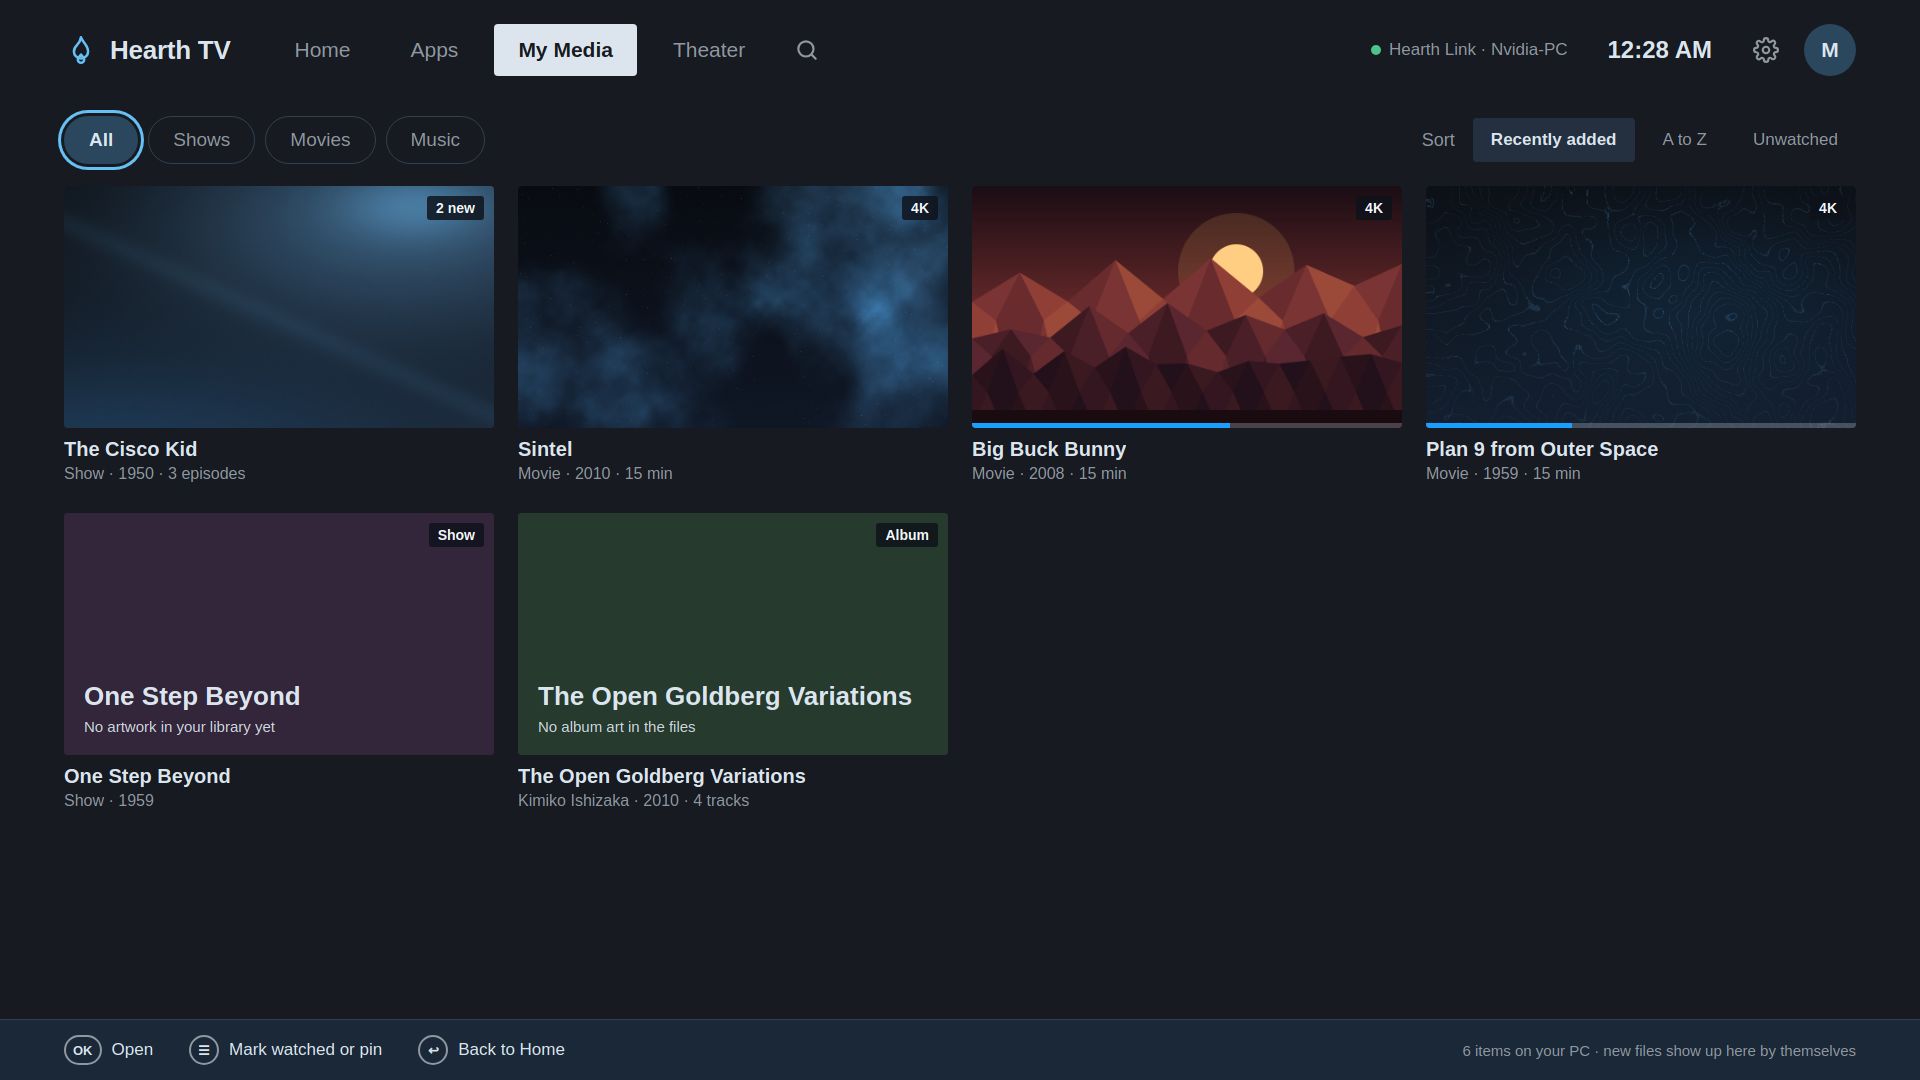 Hearth TV
Home
Apps
My Media
Theater
Hearth Link · Nvidia-PC
12:28 AM
M
All
Shows
Movies
Music
Sort
Recently added
A to Z
Unwatched
2 new
4K
4K
4K
The Cisco Kid
Show · 1950 · 3 episodes
Sintel
Movie · 2010 · 15 min
Big Buck Bunny
Movie · 2008 · 15 min
Plan 9 from Outer Space
Movie · 1959 · 15 min
Show
One Step Beyond
No artwork in your library yet
Album
The Open Goldberg Variations
No album art in the files
One Step Beyond
Show · 1959
The Open Goldberg Variations
Kimiko Ishizaka · 2010 · 4 tracks
OK Open
Mark watched or pin
Back to Home
6 items on your PC · new files show up here by themselves